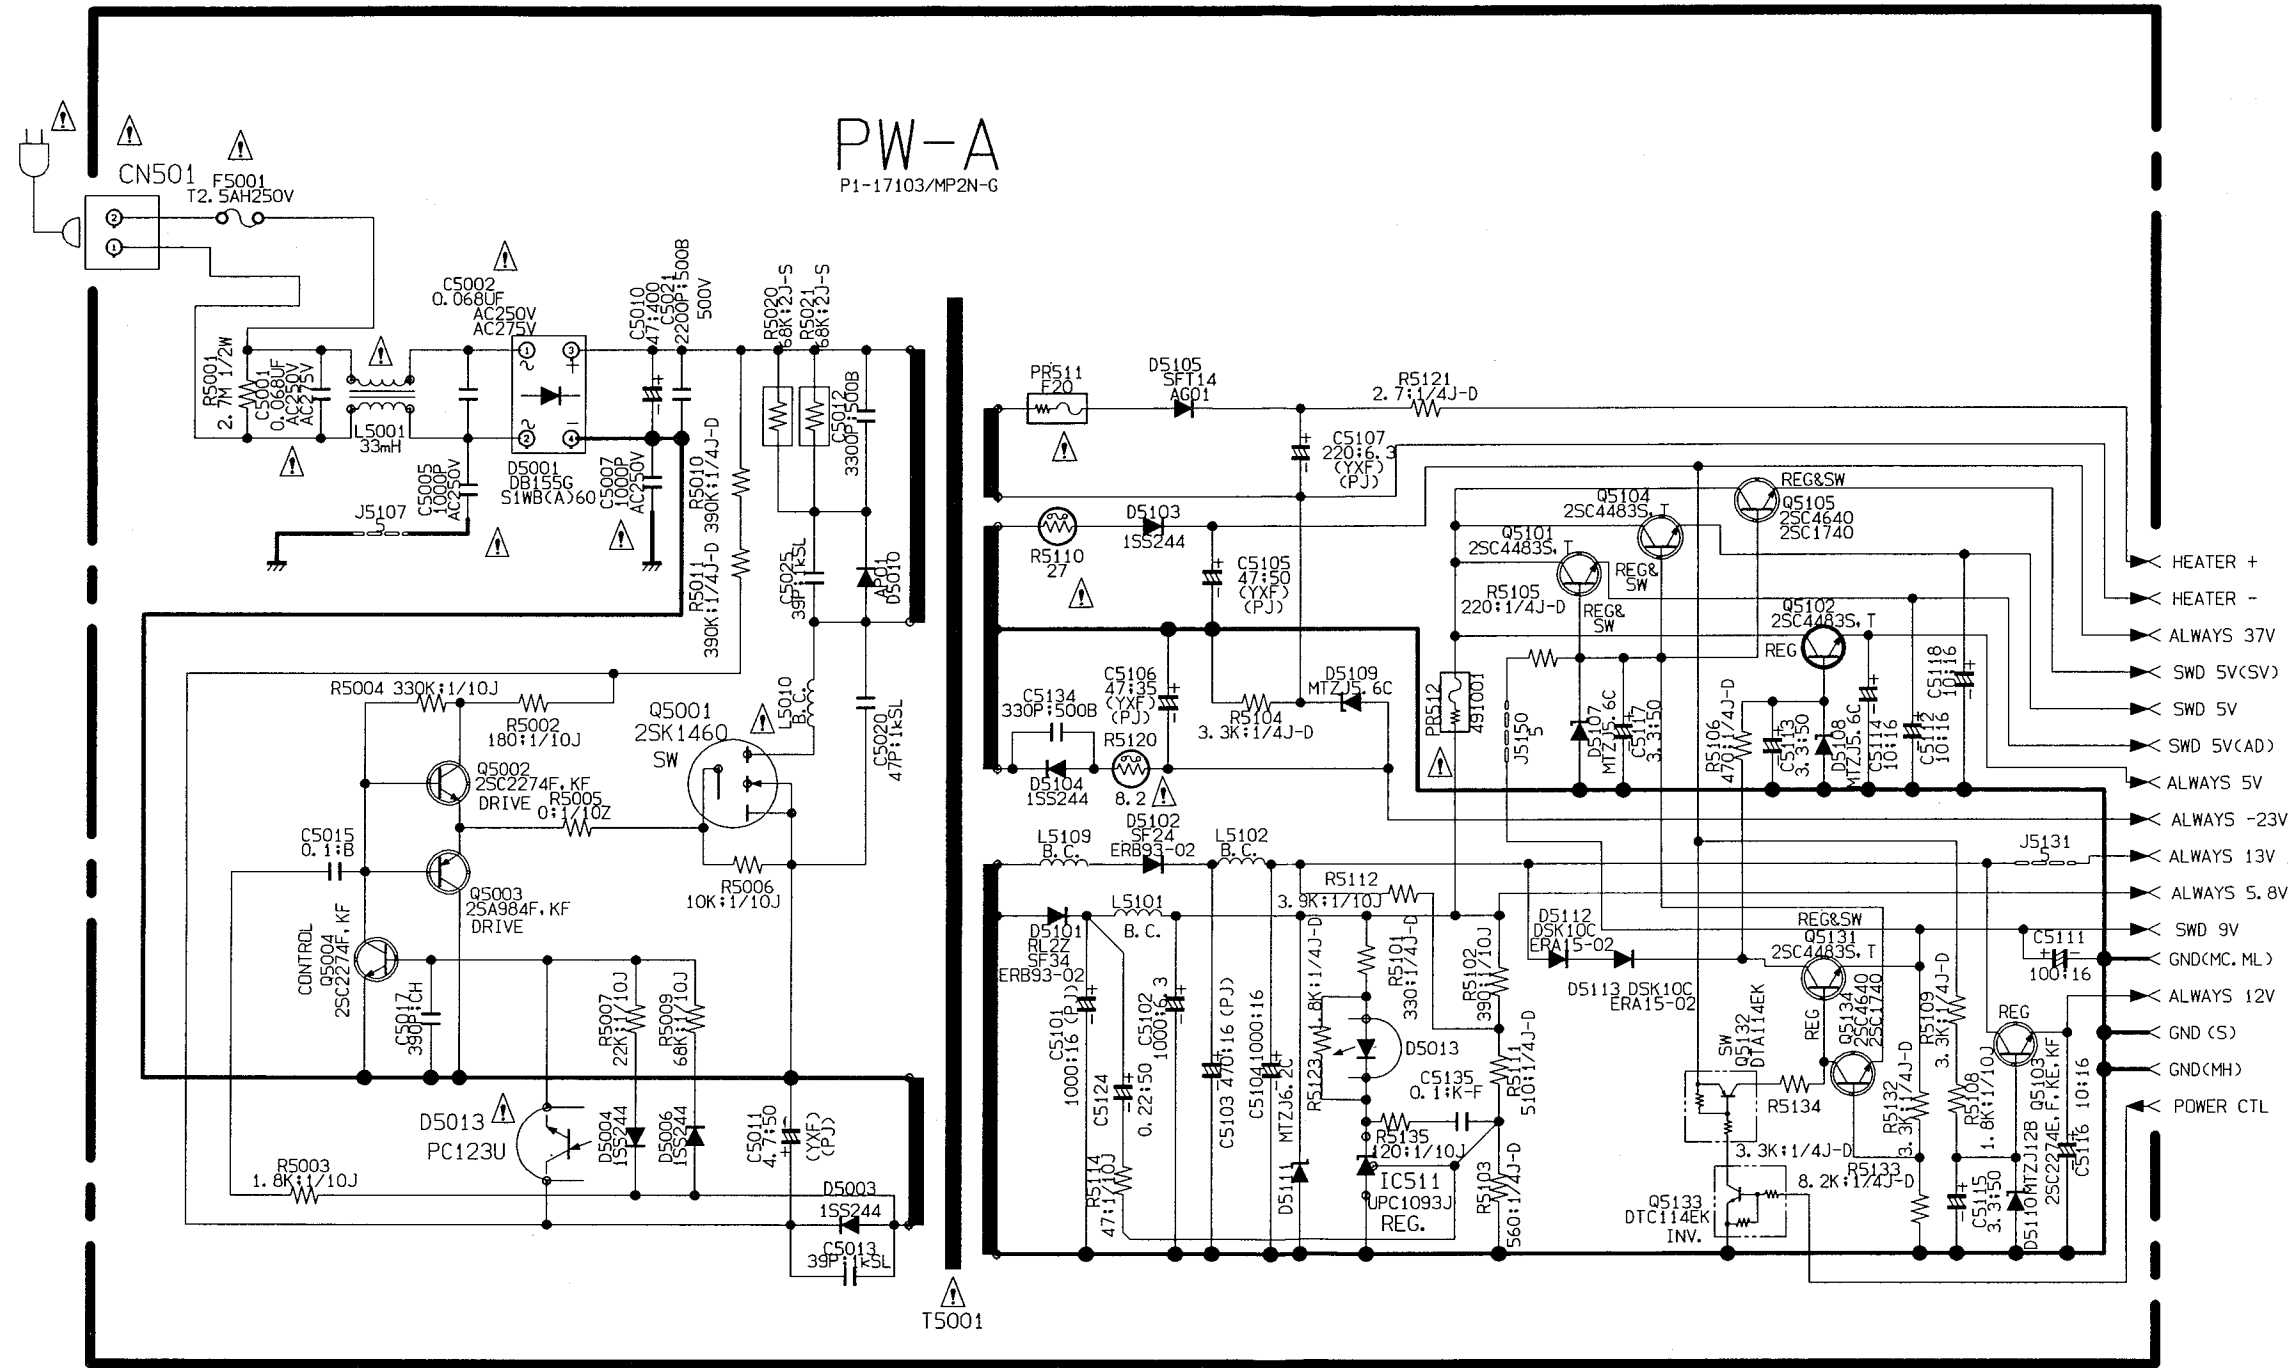 PW-A
P1-17103/MP2N-G
CN501
F5001
T2.5AH250V
2
1
C5002
0.068UF
AC250V
AC275V
R5001
2.7M 1/2W
C5001
0.068UF
AC250V
AC275V
L5001
33mH
C5005
1000P
AC250V
J5107
5
1
2
3
4
D5001
DB155G
S1WB(A)60
C5007
1000P
AC250V
C5010
47:400
C5021
2200P:500B
500V
R5010
390K:1/4J-D
R5011
390K:1/4J-D
R5020
68K:2J-S
R5021
68K:2J-S
C5012
3300P:500B
C5025
39P:1kSL
AP01
D5010
L5010
B.C.
C5020
47P:1kSL
R5004 330K:1/10J
R5002
180:1/10J
Q5001
2SK1460
SW
Q5002
2SC2274F,KF
DRIVE
R5005
0:1/10Z
C5015
0.1:B
Q5003
2SA984F,KF
DRIVE
R5006
10K:1/10J
CONTROL
Q5004
2SC2274F,KF
C5017
390P:CH
R5007
22K:1/10J
R5009
68K:1/10J
D5013
PC123U
D5004
1SS244
D5006
1SS244
C5011
4.7:50
(YXF)
(PJ)
R5003
1.8K:1/10J
D5003
1SS244
C5013
39P:1kSL
T5001
PR511
F20
D5105
SFT14
AG01
R5121
2.7:1/4J-D
C5107
220:6.3
(YXF)
(PJ)
R5110
27
D5103
1SS244
C5105
47:50
(YXF)
(PJ)
C5134
330P:500B
C5106
47:35
(YXF)
(PJ)
R5104
3.3K:1/4J-D
D5109
MTZJ5.6C
D5104
1SS244
R5120
8.2
PR512
491001
J5150
5
Q5104
2SC4483S,T
REG&SW
Q5105
2SC4640
2SC1740
Q5101
2SC4483S,T
REG&
SW
R5105
220:1/4J-D
REG&
SW
Q5102
2SC4483S,T
REG
D5107
MTZJ5.6C
C5117
3.3:50
R5106
470:1/4J-D
C5113
3.3:50
D5108
MTZJ5.6C
C5114
10:16
C5112
10:16
C5118
10:16
L5109
B.C.
D5102
SF24
ERB93-02
L5102
B.C.
D5101
RL2Z
SF34
ERB93-02
L5101
B.C.
R5112
3.9K:1/10J
C5101
1000:16(PJ)
C5124
0.22:50
R5114
47:1/10J
C5102
1000:6.3
C5103 470:16(PJ)
C5104 1000:16
D5111
MTZJ6.2C
R5123
1.8K:1/4J-D
R5101
330:1/4J-D
R5102
390:1/10J
D5013
C5135
0.1:K-F
R5111
510:1/4J-D
R5135
120:1/10J
IC511
UPC1093J
REG.
R5103
560:1/4J-D
D5112
DSK10C
ERA15-02
D5113 DSK10C
ERA15-02
REG&SW
Q5131
2SC4483S,T
REG
Q5134
2SC4640
2SC1740
SW
Q5132
DTA114EK
R5134
3.3K:1/4J-D
Q5133
DTC114EK
INV.
R5109
3.3K:1/4J-D
R5132
3.3K:1/4J-D
R5133
8.2K:1/4J-D
R5108
1.8K:1/10J
C5115
3.3:50
D5110 MTZJ12B
REG
Q5103
2SC2274E,F,KE,KF
C5116
10:16
C5111
100:16
J5131
5
HEATER +
HEATER -
ALWAYS 37V
SWD 5V(SV)
SWD 5V
SWD 5V(AD)
ALWAYS 5V
ALWAYS -23V
ALWAYS 13V
ALWAYS 5.8V
SWD 9V
GND(MC.ML)
ALWAYS 12V
GND(S)
GND(MH)
POWER CTL